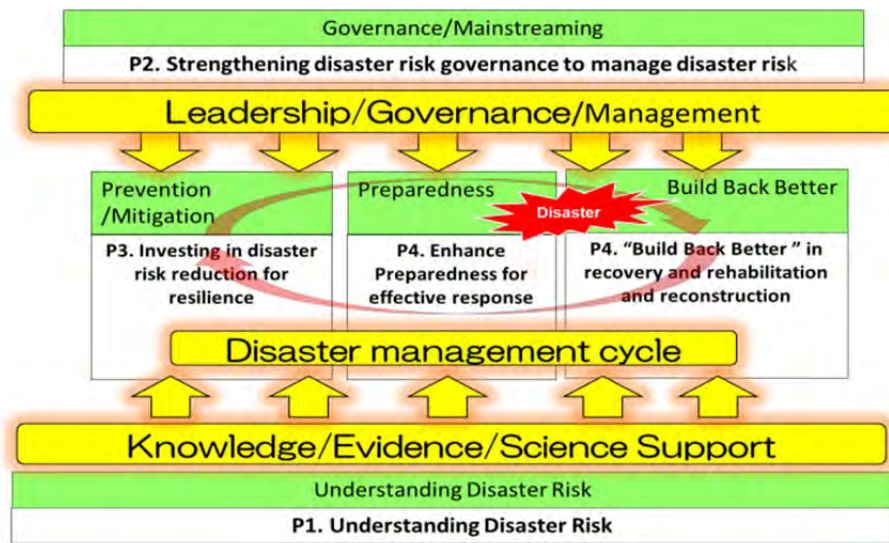 Governance/Mainstreaming
P2. Strengthening disaster risk governance to manage disaster risk
Leadership/Governance/Management
Prevention
/Mitigation
Preparedness
Disaster
Build Back Better
P3. Investing in disaster
risk reduction for
resilience
P4. Enhance
Preparedness for
effective response
P4. “Build Back Better ” in
recovery and rehabilitation
and reconstruction
Disaster management cycle
Knowledge/Evidence/Science Support
Understanding Disaster Risk
P1. Understanding Disaster Risk